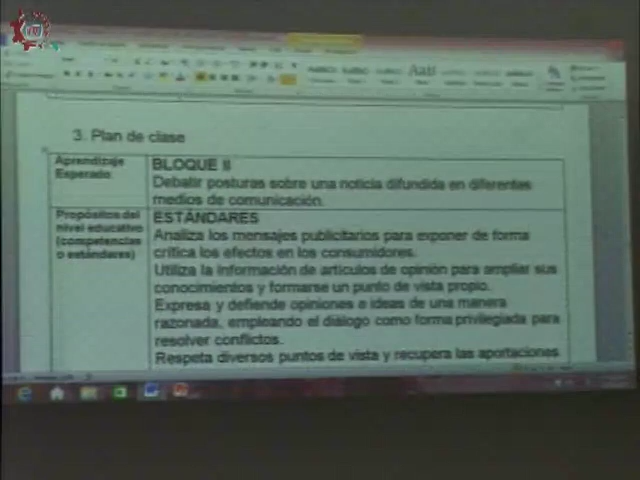 3. Plan de clase
Aprendizaje
Esperado
BLOQUE II
Debatir posturas sobre una noticia difundida en diferentes
medios de comunicación.
Propósitos del
nivel educativo
(competencias
o estándares)
ESTÁNDARES
Analiza los mensajes publicitarios para exponer de forma
crítica los efectos en los consumidores.
Utiliza la información de artículos de opinión para ampliar sus
conocimientos y formarse un punto de vista propio.
Expresa y defiende opiniones e ideas de una manera
razonada, empleando el diálogo como forma privilegiada para
resolver conflictos.
Respeta diversos puntos de vista y recupera las aportaciones